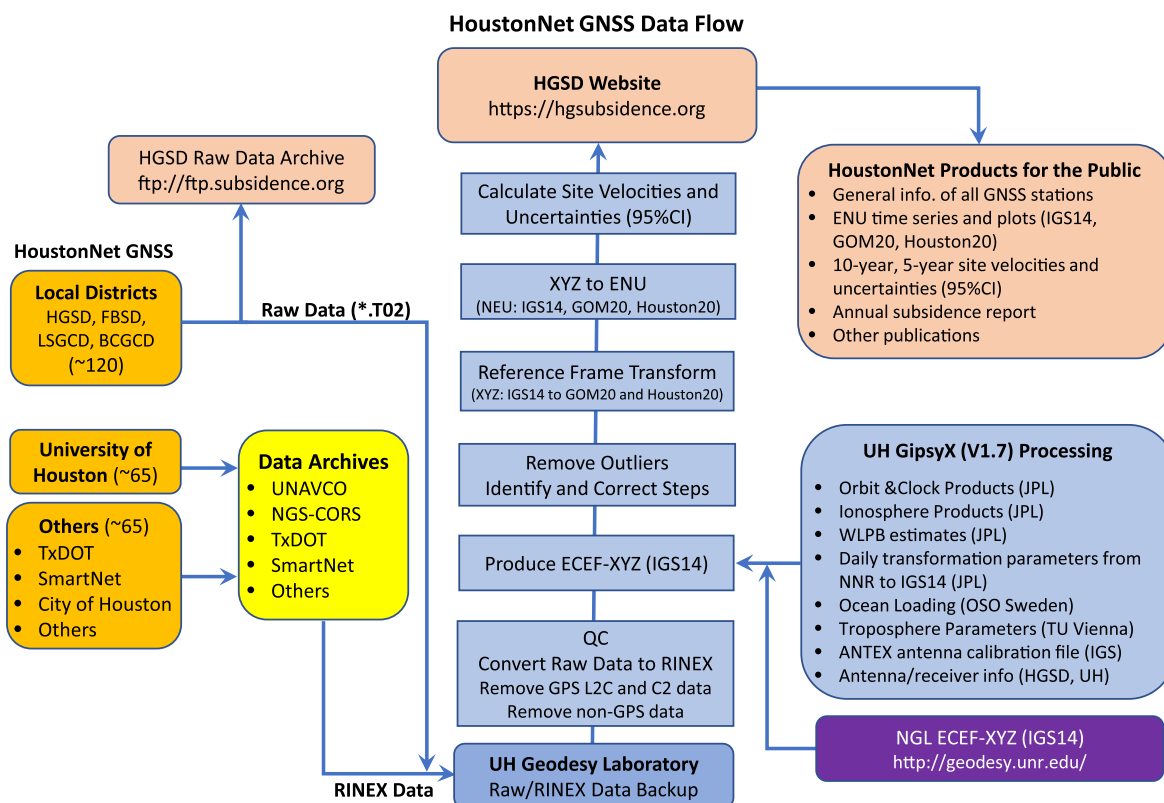 HoustonNet GNSS Data Flow
HGSD Website
https://hgsubsidence.org
HGSD Raw Data Archive
ftp://ftp.subsidence.org
HoustonNet GNSS
Local Districts
HGSD, FBSD,
LSGCD, BCGCD
(~120)
Raw Data (*.T02)
University of
Houston (~65)
Others (~65)
• TxDOT
• SmartNet
• City of Houston
• Others
Data Archives
• UNAVCO
• NGS-CORS
• TxDOT
• SmartNet
• Others
RINEX Data
Calculate Site Velocities and
Uncertainties (95%CI)
XYZ to ENU
(NEU: IGS14, GOM20, Houston20)
Reference Frame Transform
(XYZ: IGS14 to GOM20 and Houston20)
Remove Outliers
Identify and Correct Steps
Produce ECEF-XYZ (IGS14)
QC
Convert Raw Data to RINEX
Remove GPS L2C and C2 data
Remove non-GPS data
UH Geodesy Laboratory
Raw/RINEX Data Backup
HoustonNet Products for the Public
• General info. of all GNSS stations
• ENU time series and plots (IGS14,
GOM20, Houston20)
• 10-year, 5-year site velocities and
uncertainties (95%CI)
• Annual subsidence report
• Other publications
UH GipsyX (V1.7) Processing
• Orbit &Clock Products (JPL)
• Ionosphere Products (JPL)
• WLPB estimates (JPL)
• Daily transformation parameters from
NNR to IGS14 (JPL)
• Ocean Loading (OSO Sweden)
• Troposphere Parameters (TU Vienna)
• ANTEX antenna calibration file (IGS)
• Antenna/receiver info (HGSD, UH)
NGL ECEF-XYZ (IGS14)
http://geodesy.unr.edu/